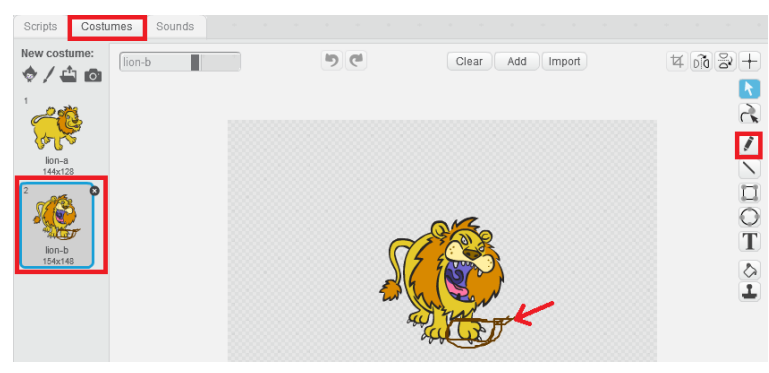 Scripts Costumes Sounds
New costume:
lion-b
Clear Add Import
1
lion-a
144x128
2
lion-b
154x148
T